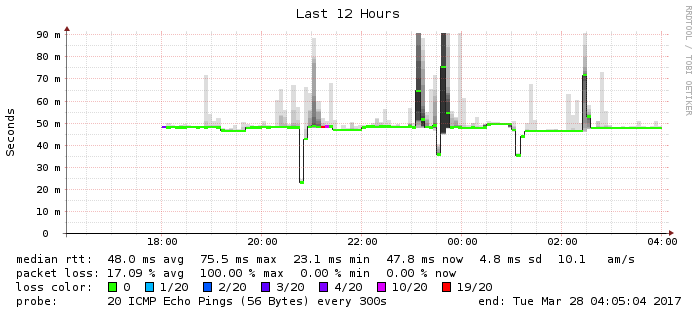 Last 12 Hours
RRDTOOL / TOBI OETIKER
Seconds
90 m
80 m
70 m
60 m
50 m
40 m
30 m
20 m
10 m
0
18:00 20:00 22:00 00:00 02:00 04:00
median rtt: 48.0 ms avg 75.5 ms max 23.1 ms min 47.8 ms now 4.8 ms sd 10.1 am/s
packet loss: 17.09 % avg 100.00 % max 0.00 % min 0.00 % now
loss color: 0 1/20 2/20 3/20 4/20 10/20 19/20
probe: 20 ICMP Echo Pings (56 Bytes) every 300s end: Tue Mar 28 04:05:04 2017